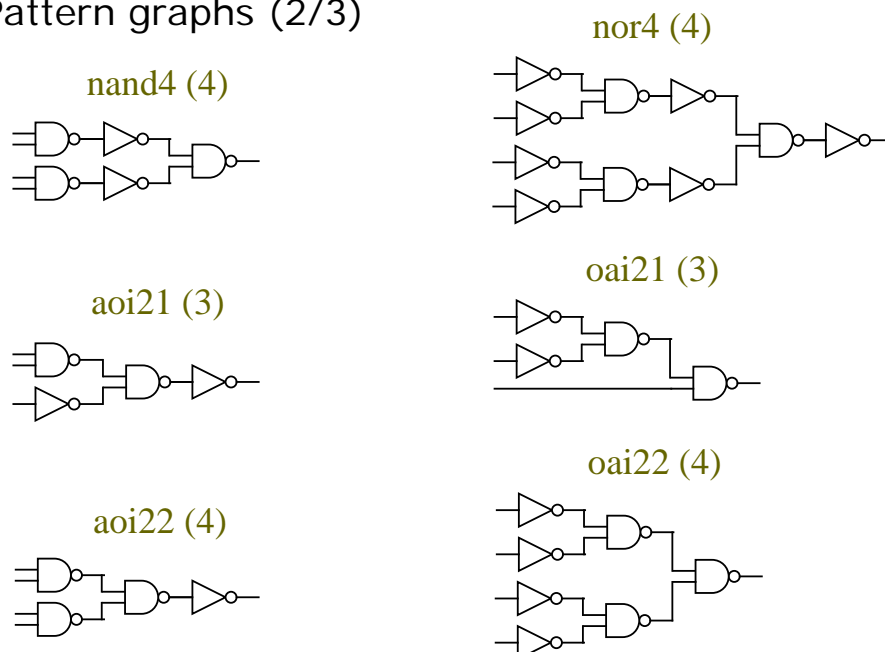 Pattern graphs (2/3)
nor4 (4)
nand4 (4)
oai21 (3)
aoi21 (3)
oai22 (4)
aoi22 (4)